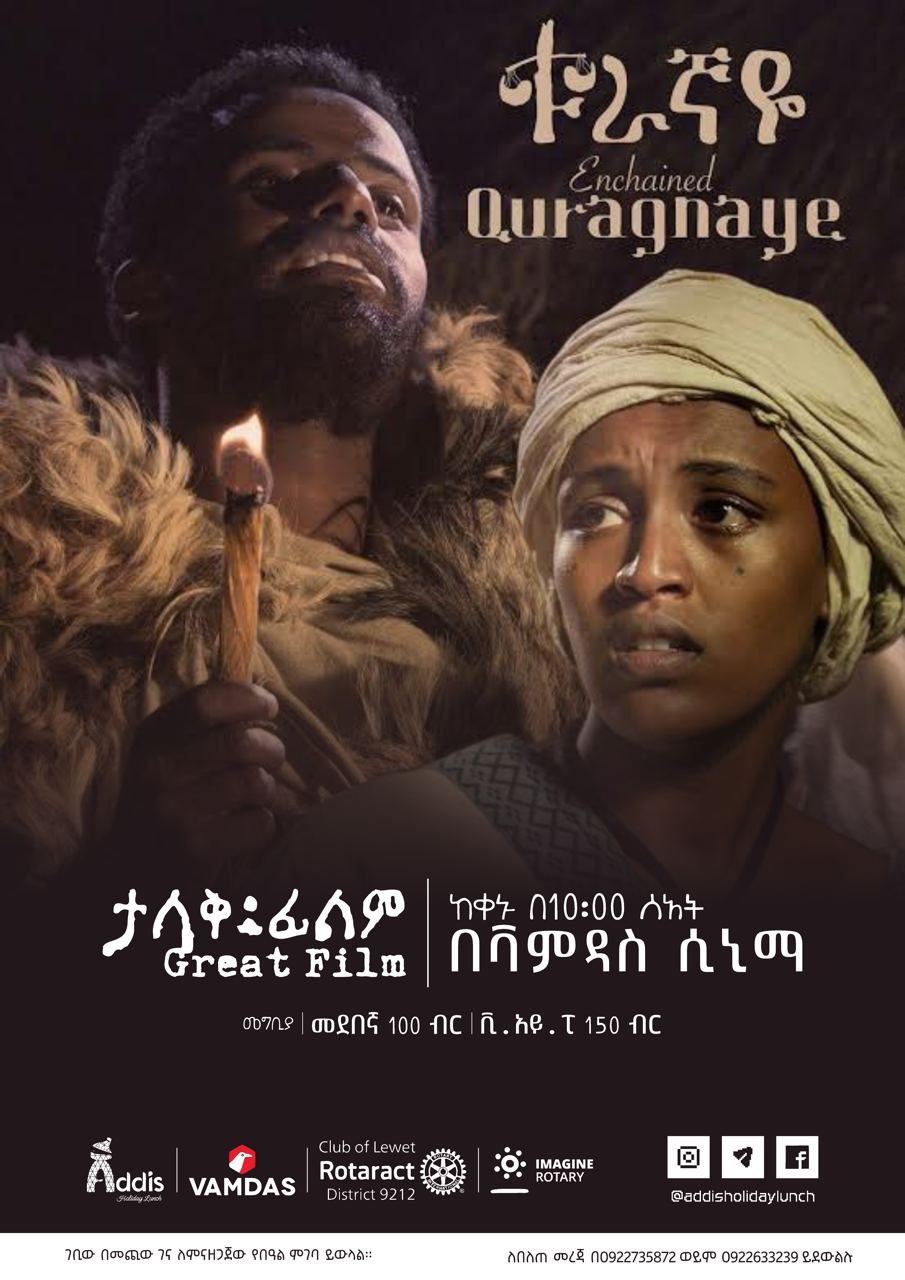 ቁራኛዬ
Enchained
Quragnaye
ታላቅ፡ፊልም
Great Film
ከቀኑ በ10:00 ሰአት
በቫምዳስ ሲኒማ
መግቢያ | መደበኛ 100 ብር | ቪ.አይ.ፒ 150 ብር
Addis
Holiday Lunch
VAMDAS
Club of Lewet
Rotaract
District 9212
IMAGINE
ROTARY
@addisholidaylunch
ገቢው በመጪው ገና ለምናዘጋጀው የበዓል ምገባ ይውላል።
ለበለጠ መረጃ በ0922735872 ወይም 0922633239 ይደውልሉ